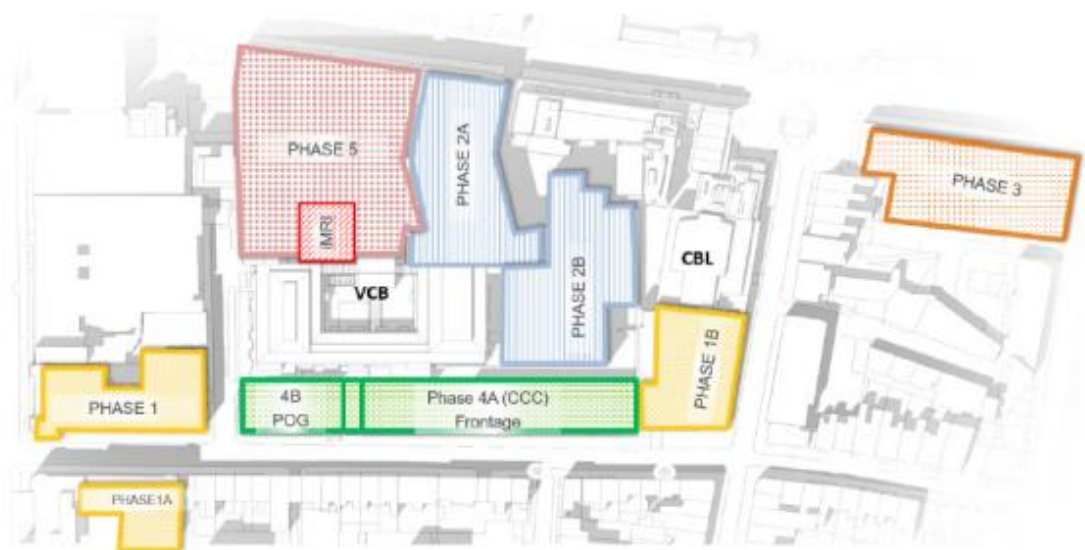 PHASE 5
PHASE 2A
PHASE 3
iMRI
VCB
CBL
PHASE 2B
PHASE 1
4B
POG
Phase 4A (CCC)
Frontage
PHASE 1B
PHASE1A